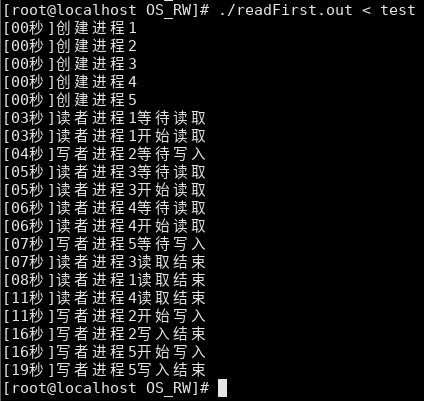 [root@localhost OS_RW]# ./readFirst.out < test
[00秒]创建进程1
[00秒]创建进程2
[00秒]创建进程3
[00秒]创建进程4
[00秒]创建进程5
[03秒]读者进程1等待读取
[03秒]读者进程1开始读取
[04秒]写者进程2等待写入
[05秒]读者进程3等待读取
[05秒]读者进程3开始读取
[06秒]读者进程4等待读取
[06秒]读者进程4开始读取
[07秒]写者进程5等待写入
[07秒]读者进程3读取结束
[08秒]读者进程1读取结束
[11秒]读者进程4读取结束
[11秒]写者进程2开始写入
[16秒]写者进程2写入结束
[16秒]写者进程5开始写入
[19秒]写者进程5写入结束
[root@localhost OS_RW]#